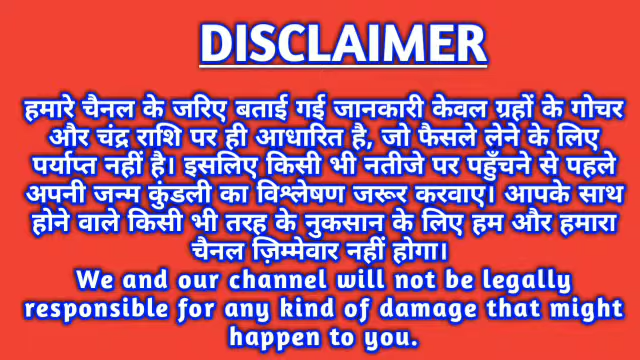 DISCLAIMER
हमारे चैनल के जरिए बताई गई जानकारी केवल ग्रहों के गोचर
और चंद्र राशि पर ही आधारित है, जो फैसले लेने के लिए
पर्याप्त नहीं है। इसलिए किसी भी नतीजे पर पहुँचने से पहले
अपनी जन्म कुंडली का विश्लेषण जरूर करवाए। आपके साथ
होने वाले किसी भी तरह के नुकसान के लिए हम और हमारा
चैनल ज़िम्मेवार नहीं होगा।
We and our channel will not be legally
responsible for any kind of damage that might
happen to you.